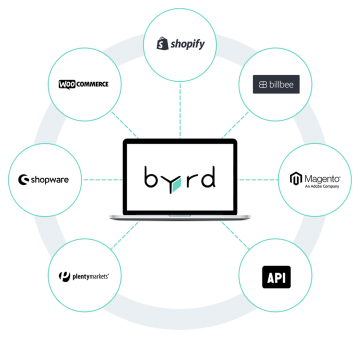 shopify
WOO COMMERCE
billbee
shopware
byrd
Magento
An Adobe Company
plentymarkets
API